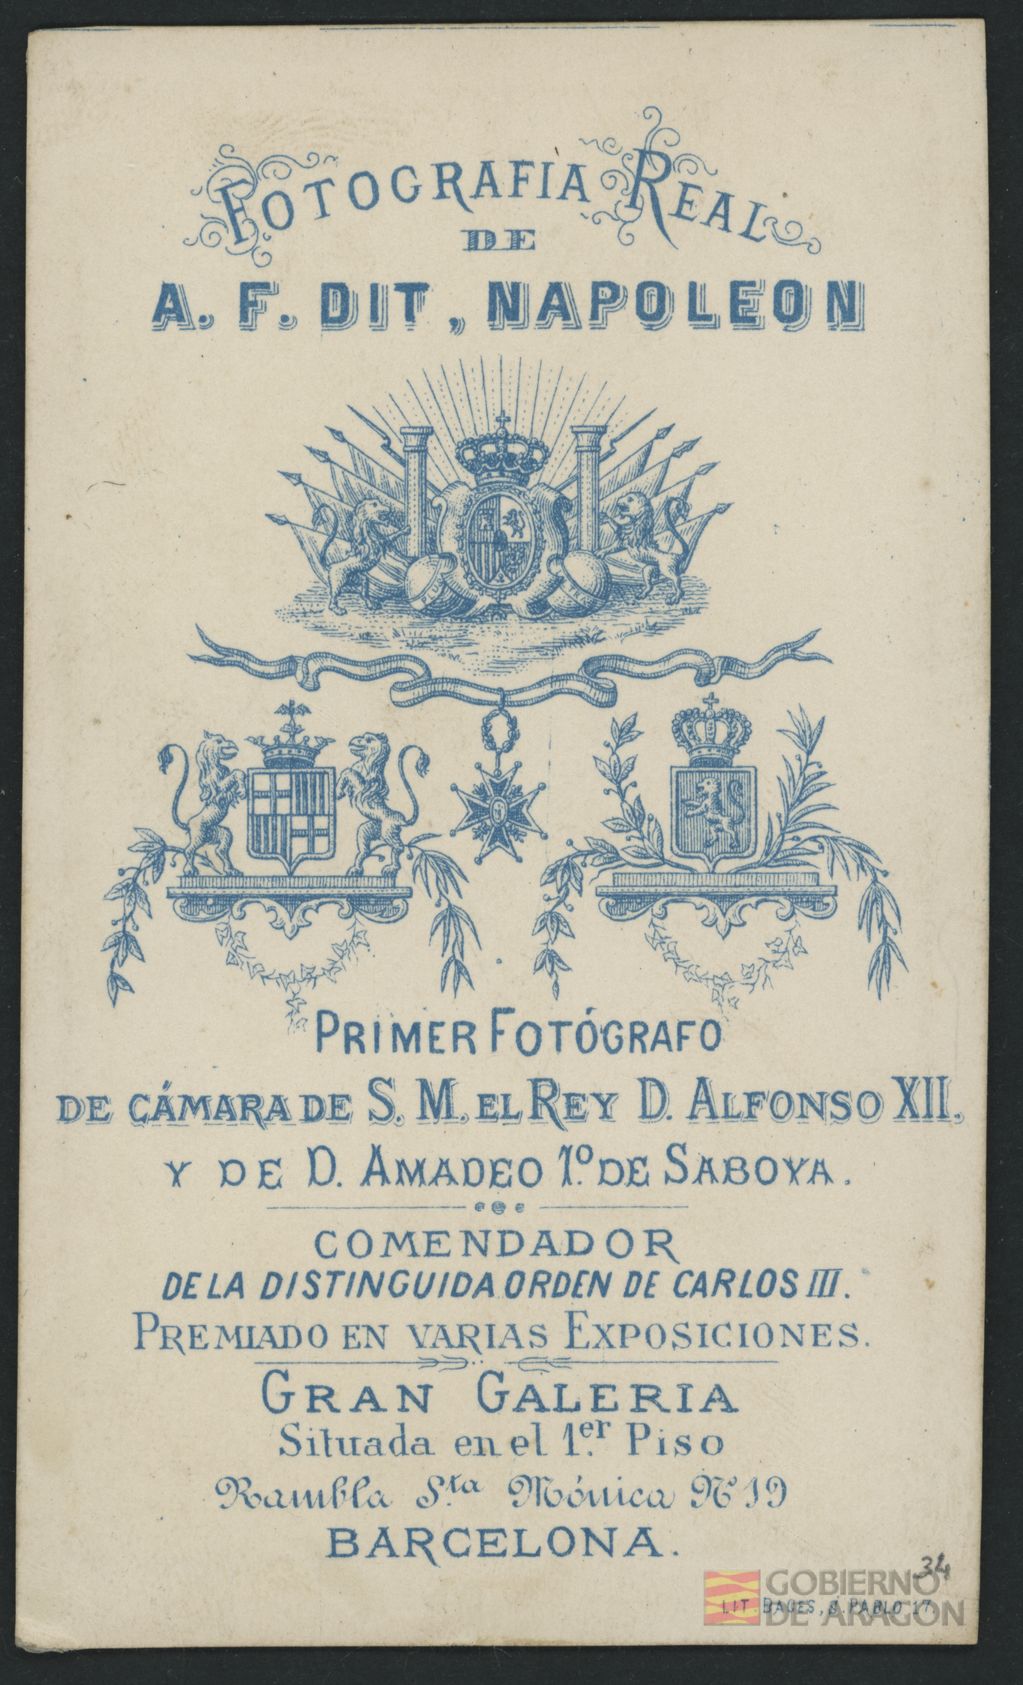 FOTOGRAFIA REAL
DE
A. F. DIT, NAPOLEON
PRIMER FOTÓGRAFO
DE CÁMARA DE S. M. EL REY D. ALFONSO XII.
Y DE D. AMADEO 1º DE SABOYA.
COMENDADOR
DE LA DISTINGUIDA ORDEN DE CARLOS III.
PREMIADO EN VARIAS EXPOSICIONES.
GRAN GALERIA
Situada en el 1.er Piso
Rambla S.ta Mónica Nº 19
BARCELONA.
34
LIT. BAGES, S. PABLO 17.
GOBIERNO
DE ARAGON